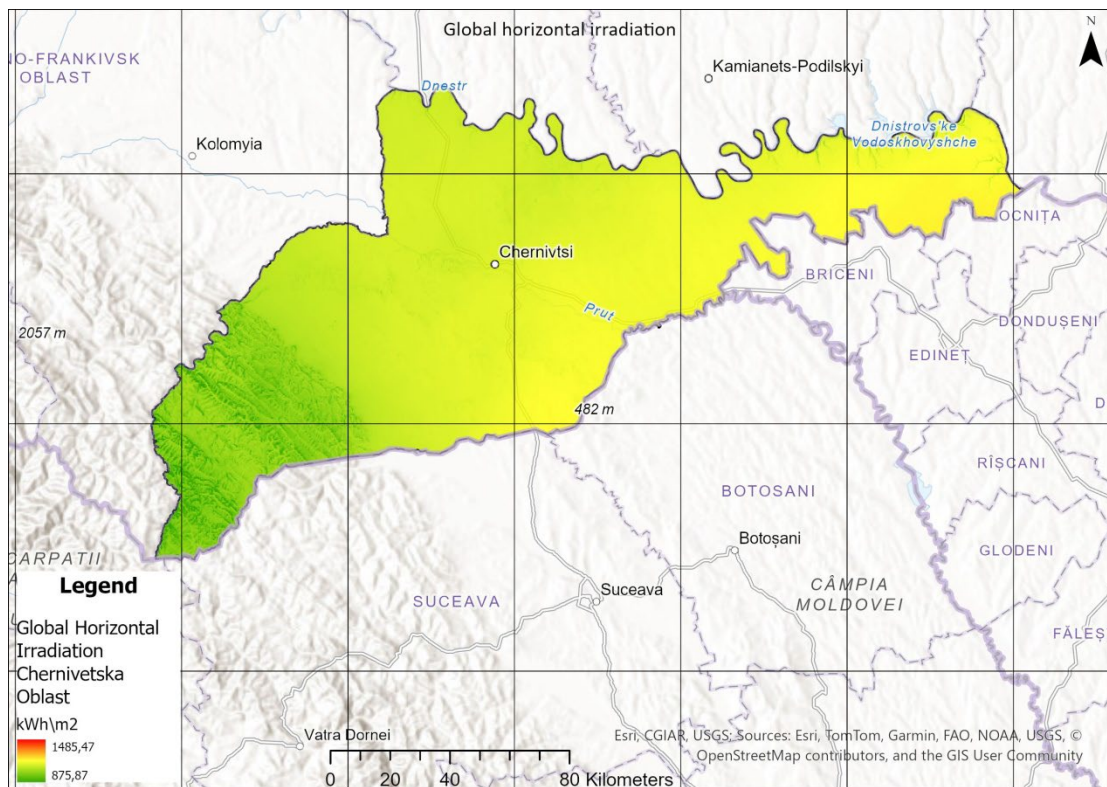 Global horizontal irradiation
N
NO-FRANKIVSK
OBLAST
Dnestr
Kamianets-Podilskyi
Kolomyia
Dnistrovs'ke
Vodoskhovyshche
OCNIȚA
Chernivtsi
BRICENI
Prut
2057 m
DONDUȘENI
EDINEȚ
482 m
D
RÎȘCANI
BOTOSANI
Botoșani
GLODENI
CARPATII
CÂMPIA
MOLDOVEI
SUCEAVA
Suceava
FĂLEȘ
Legend
Global Horizontal
Irradiation
Chernivetska
Oblast
kWh\m2
1485,47
875,87
Vatra Dornei
0 20 40 80 Kilometers
Esri, CGIAR, USGS; Sources: Esri, TomTom, Garmin, FAO, NOAA, USGS, ©
OpenStreetMap contributors, and the GIS User Community